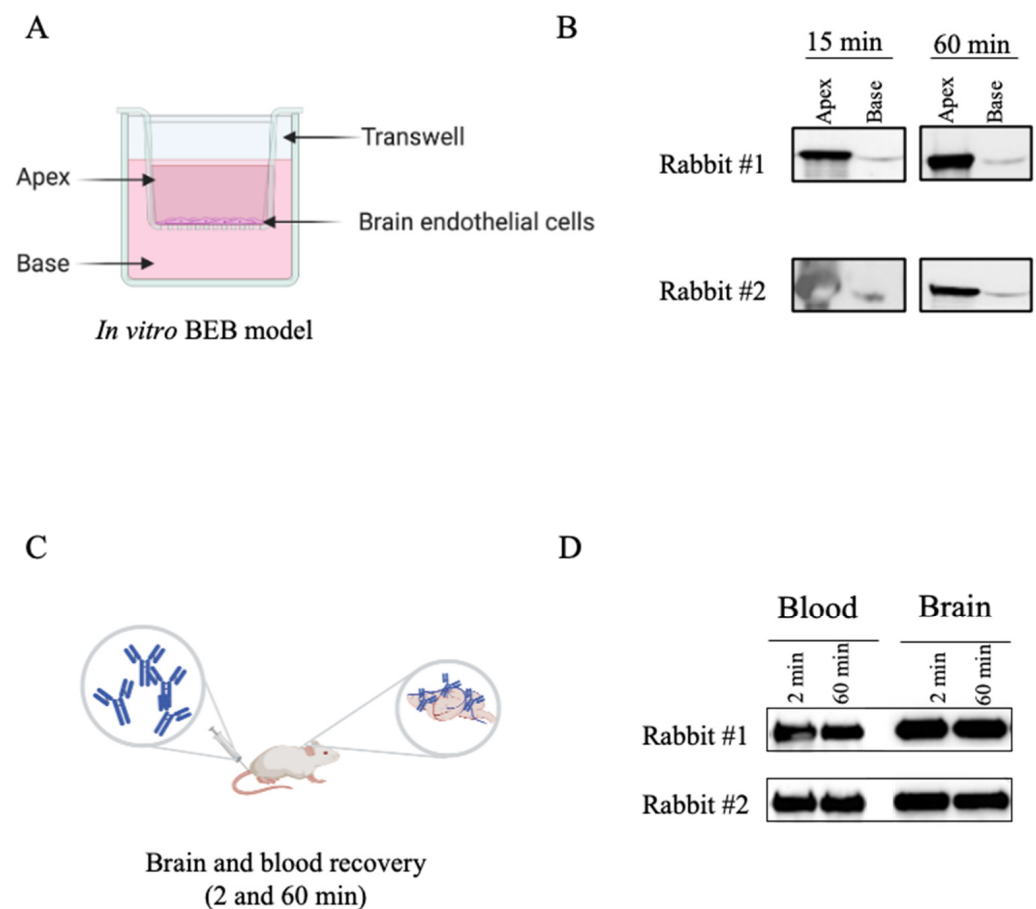 A
Transwell
Apex
Brain endothelial cells
Base
In vitro BEB model
B
15 min 60 min
Apex Base Apex Base
Rabbit #1
Rabbit #2
C
Brain and blood recovery
(2 and 60 min)
D
Blood Brain
2 min 60 min 2 min 60 min
Rabbit #1
Rabbit #2